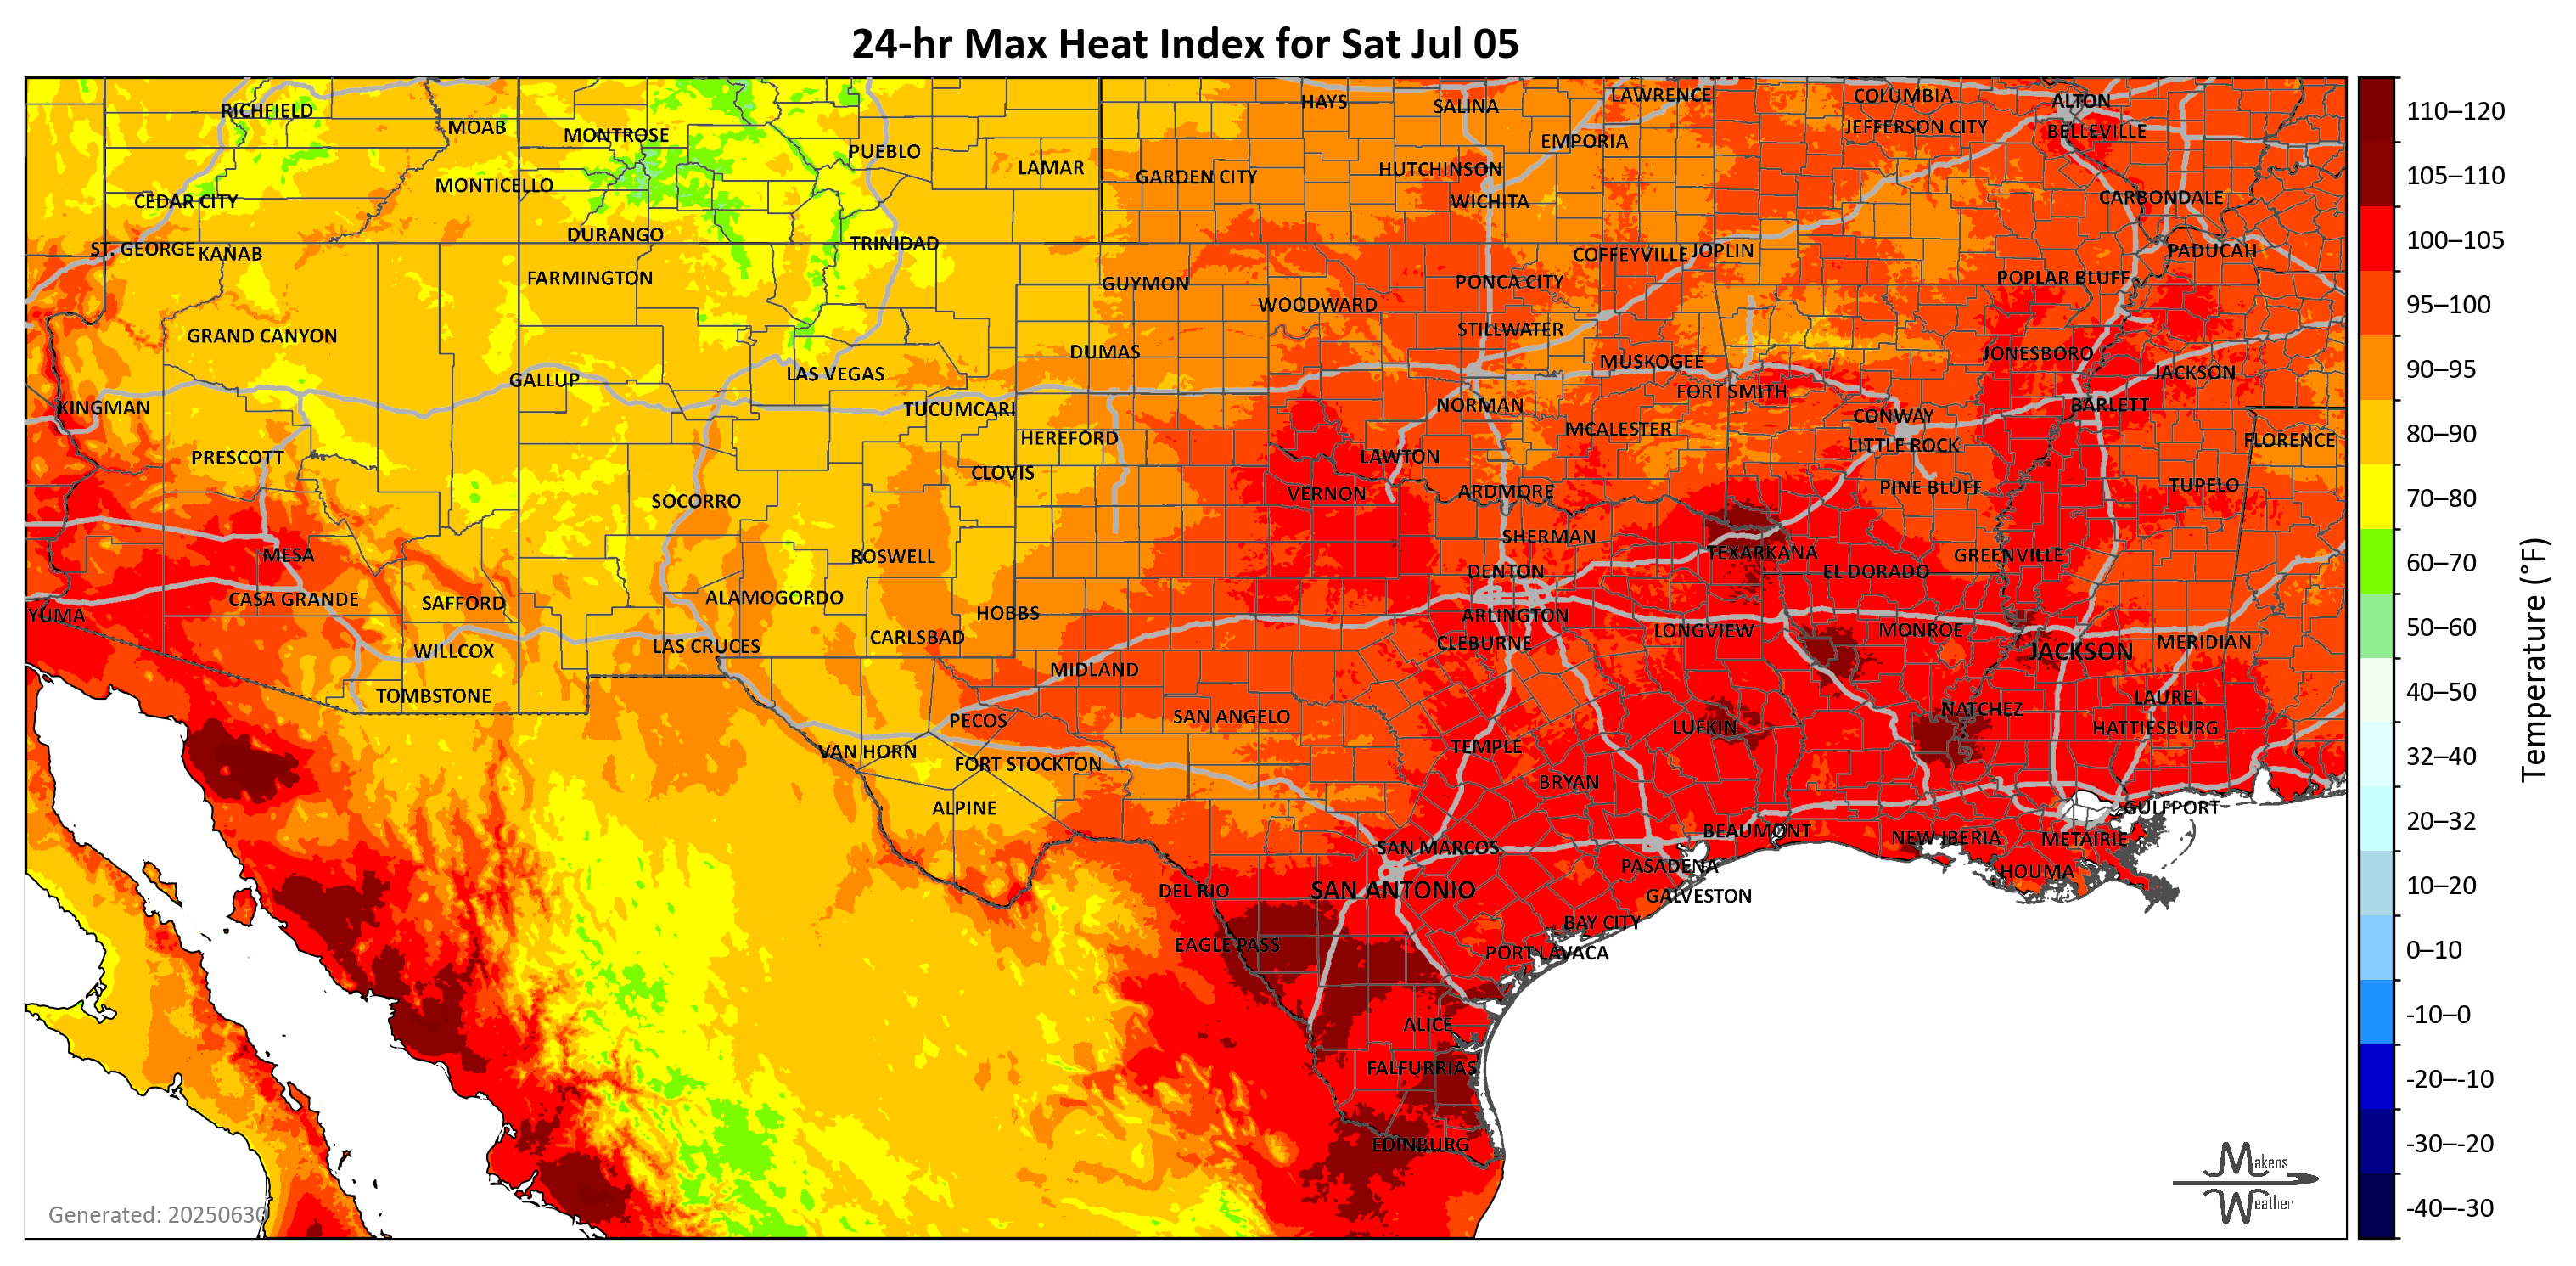 24-hr Max Heat Index for Sat Jul 05
RICHFIELD
MOAB
MONTROSE
PUEBLO
LAMAR
HAYS
SALINA
LAWRENCE
COLUMBIA
ALTON
EMPORIA
JEFFERSON CITY
BELLEVILLE
MONTICELLO
GARDEN CITY
HUTCHINSON
CEDAR CITY
WICHITA
CARBONDALE
DURANGO
TRINIDAD
ST. GEORGE
KANAB
COFFEYVILLE
JOPLIN
PADUCAH
FARMINGTON
GUYMON
PONCA CITY
POPLAR BLUFF
WOODWARD
GRAND CANYON
STILLWATER
DUMAS
MUSKOGEE
JONESBORO
GALLUP
LAS VEGAS
FORT SMITH
JACKSON
KINGMAN
TUCUMCARI
NORMAN
CONWAY
BARLETT
HEREFORD
MCALESTER
LITTLE ROCK
FLORENCE
PRESCOTT
CLOVIS
LAWTON
SOCORRO
VERNON
ARDMORE
PINE BLUFF
TUPELO
MESA
ROSWELL
SHERMAN
TEXARKANA
GREENVILLE
CASA GRANDE
SAFFORD
ALAMOGORDO
DENTON
EL DORADO
YUMA
HOBBS
ARLINGTON
WILLCOX
LAS CRUCES
CARLSBAD
CLEBURNE
LONGVIEW
MONROE
JACKSON
MERIDIAN
TOMBSTONE
MIDLAND
LAUREL
PECOS
SAN ANGELO
LUFKIN
NATCHEZ
HATTIESBURG
VAN HORN
FORT STOCKTON
TEMPLE
BRYAN
ALPINE
GULFPORT
SAN MARCOS
BEAUMONT
NEW IBERIA
METAIRIE
DEL RIO
SAN ANTONIO
PASADENA
HOUMA
GALVESTON
EAGLE PASS
BAY CITY
PORT LAVACA
ALICE
FALFURRIAS
EDINBURG
Generated: 20250630
Makens
Weather
110–120
105–110
100–105
95–100
90–95
80–90
70–80
60–70
50–60
40–50
32–40
20–32
10–20
0–10
-10–0
-20–-10
-30–-20
-40–-30
Temperature (°F)